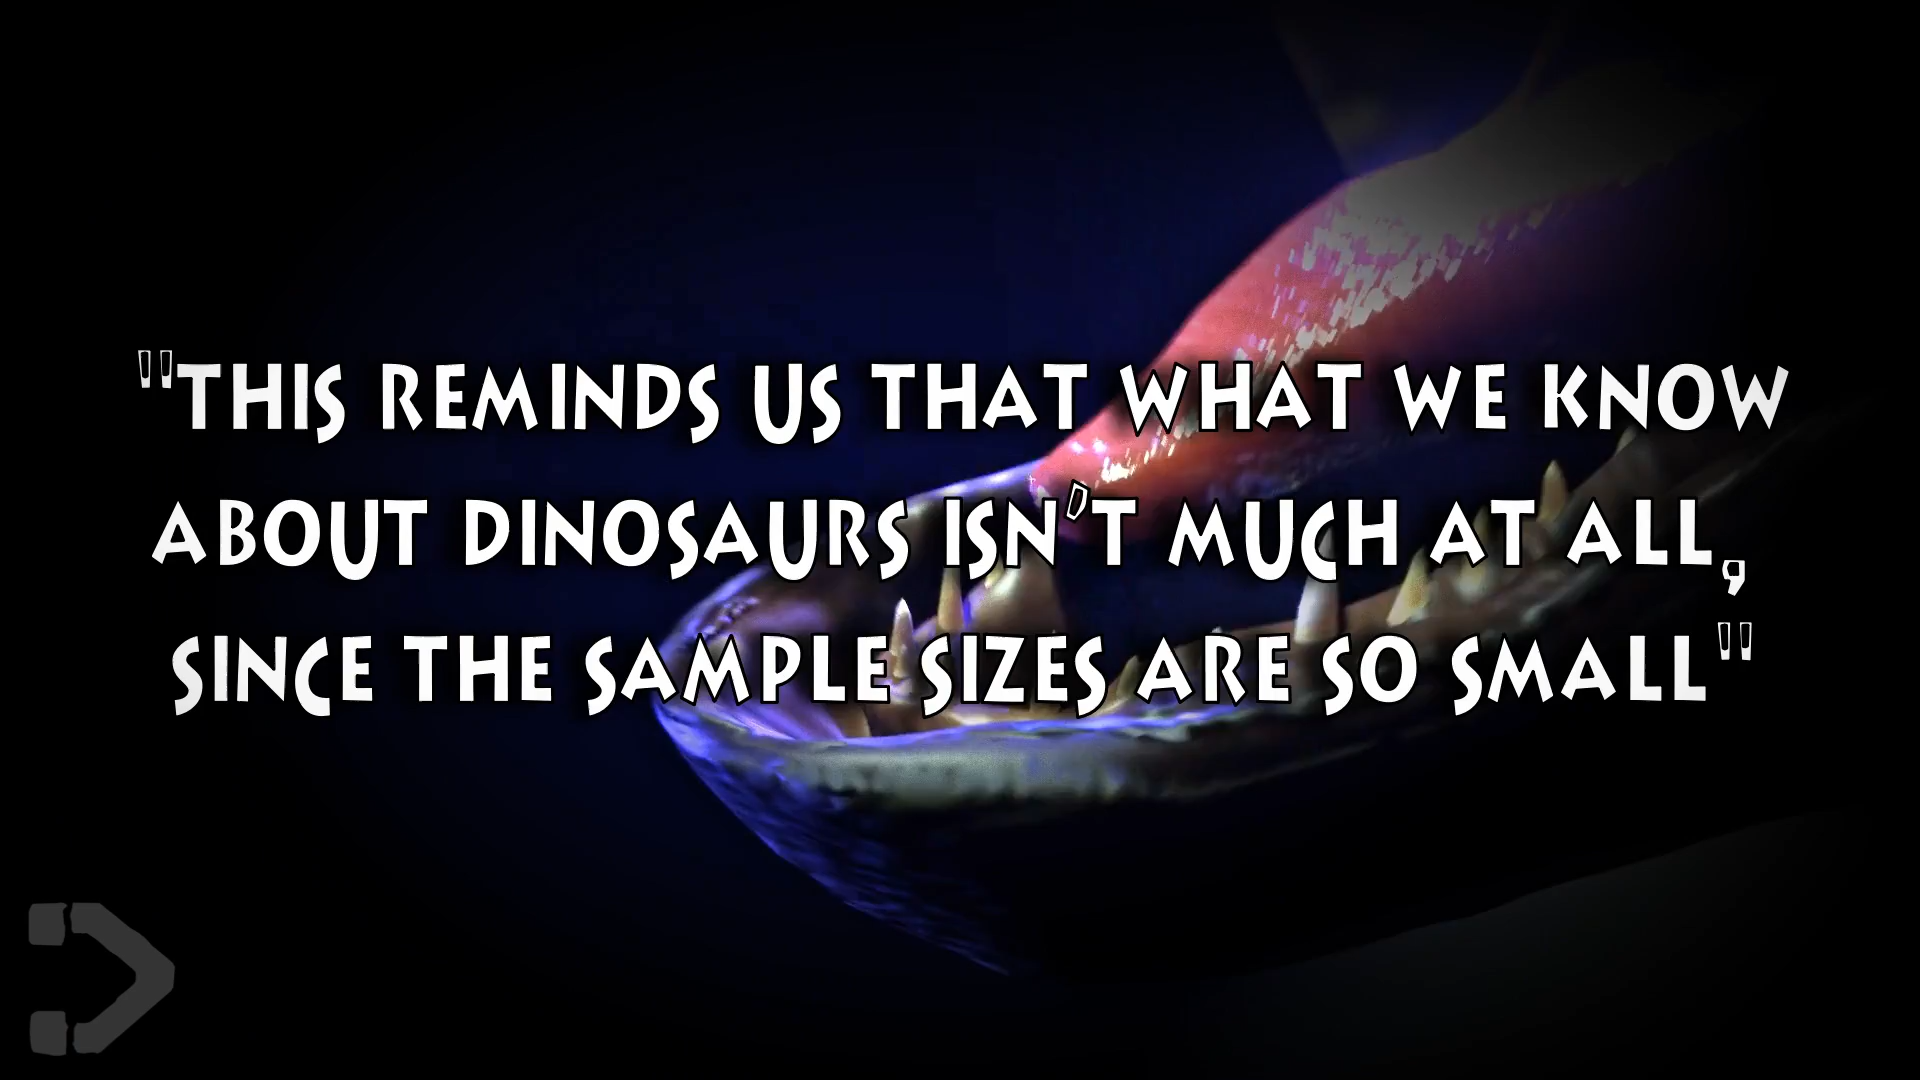 "THIS REMINDS US THAT WHAT WE KNOW
ABOUT DINOSAURS ISN'T MUCH AT ALL,
SINCE THE SAMPLE SIZES ARE SO SMALL"